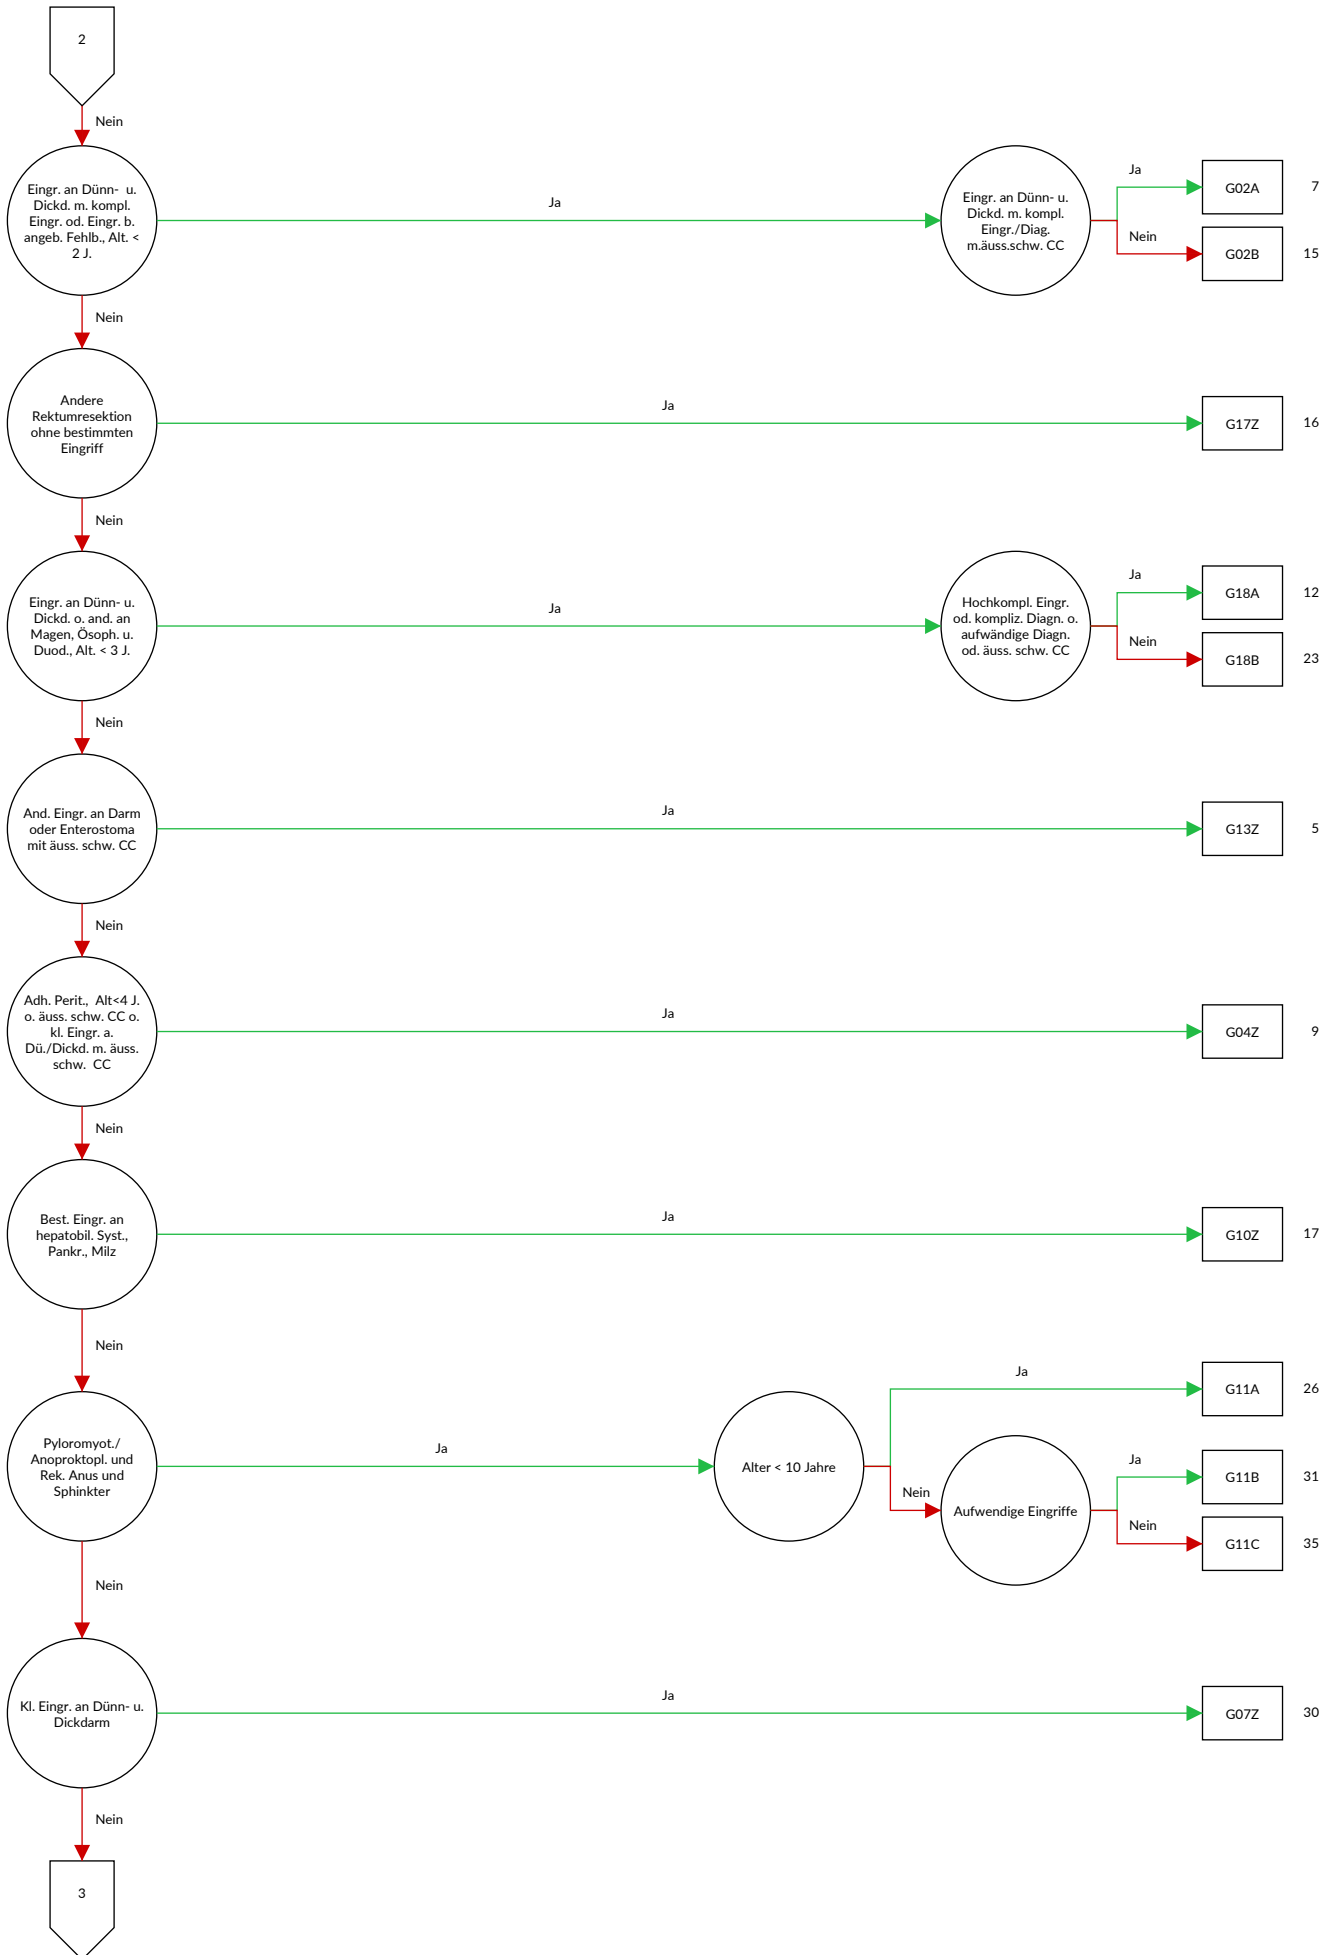 2
Nein
Eingr. an Dünn- u.
Dickd. m. kompl.
Eingr. od. Eingr. b.
angeb. Fehlb., Alt. <
2 J.
Ja
Eingr. an Dünn- u.
Dickd. m. kompl.
Eingr./Diag.
m.äuss.schw. CC
Ja
G02A 7
Nein
G02B 15
Nein
Andere
Rektumresektion
ohne bestimmten
Eingriff
Ja
G17Z 16
Nein
Eingr. an Dünn- u.
Dickd. o. and. an
Magen, Ösoph. u.
Duod., Alt. < 3 J.
Ja
Hochkompl. Eingr.
od. kompliz. Diagn. o.
aufwändige Diagn.
od. äuss. schw. CC
Ja
G18A 12
Nein
G18B 23
Nein
And. Eingr. an Darm
oder Enterostoma
mit äuss. schw. CC
Ja
G13Z 5
Nein
Adh. Perit., Alt<4 J.
o. äuss. schw. CC o.
kl. Eingr. a.
Dü./Dickd. m. äuss.
schw. CC
Ja
G04Z 9
Nein
Best. Eingr. an
hepatobil. Syst.,
Pankr., Milz
Ja
G10Z 17
Nein
Pyloromyot./
Anoproktopl. und
Rek. Anus und
Sphinkter
Ja
Alter < 10 Jahre
Ja
G11A 26
Nein
Aufwendige Eingriffe
Ja
G11B 31
Nein
G11C 35
Nein
Kl. Eingr. an Dünn- u.
Dickdarm
Ja
G07Z 30
Nein
3